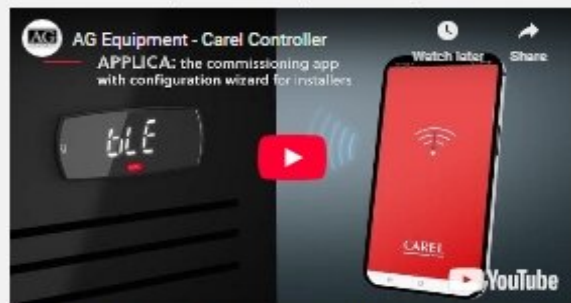 AG
AG Equipment - Carel Controller
Watch later
Share
APPLICA: the commissioning app
with configuration wizard for installers
bLE
CAREL
YouTube